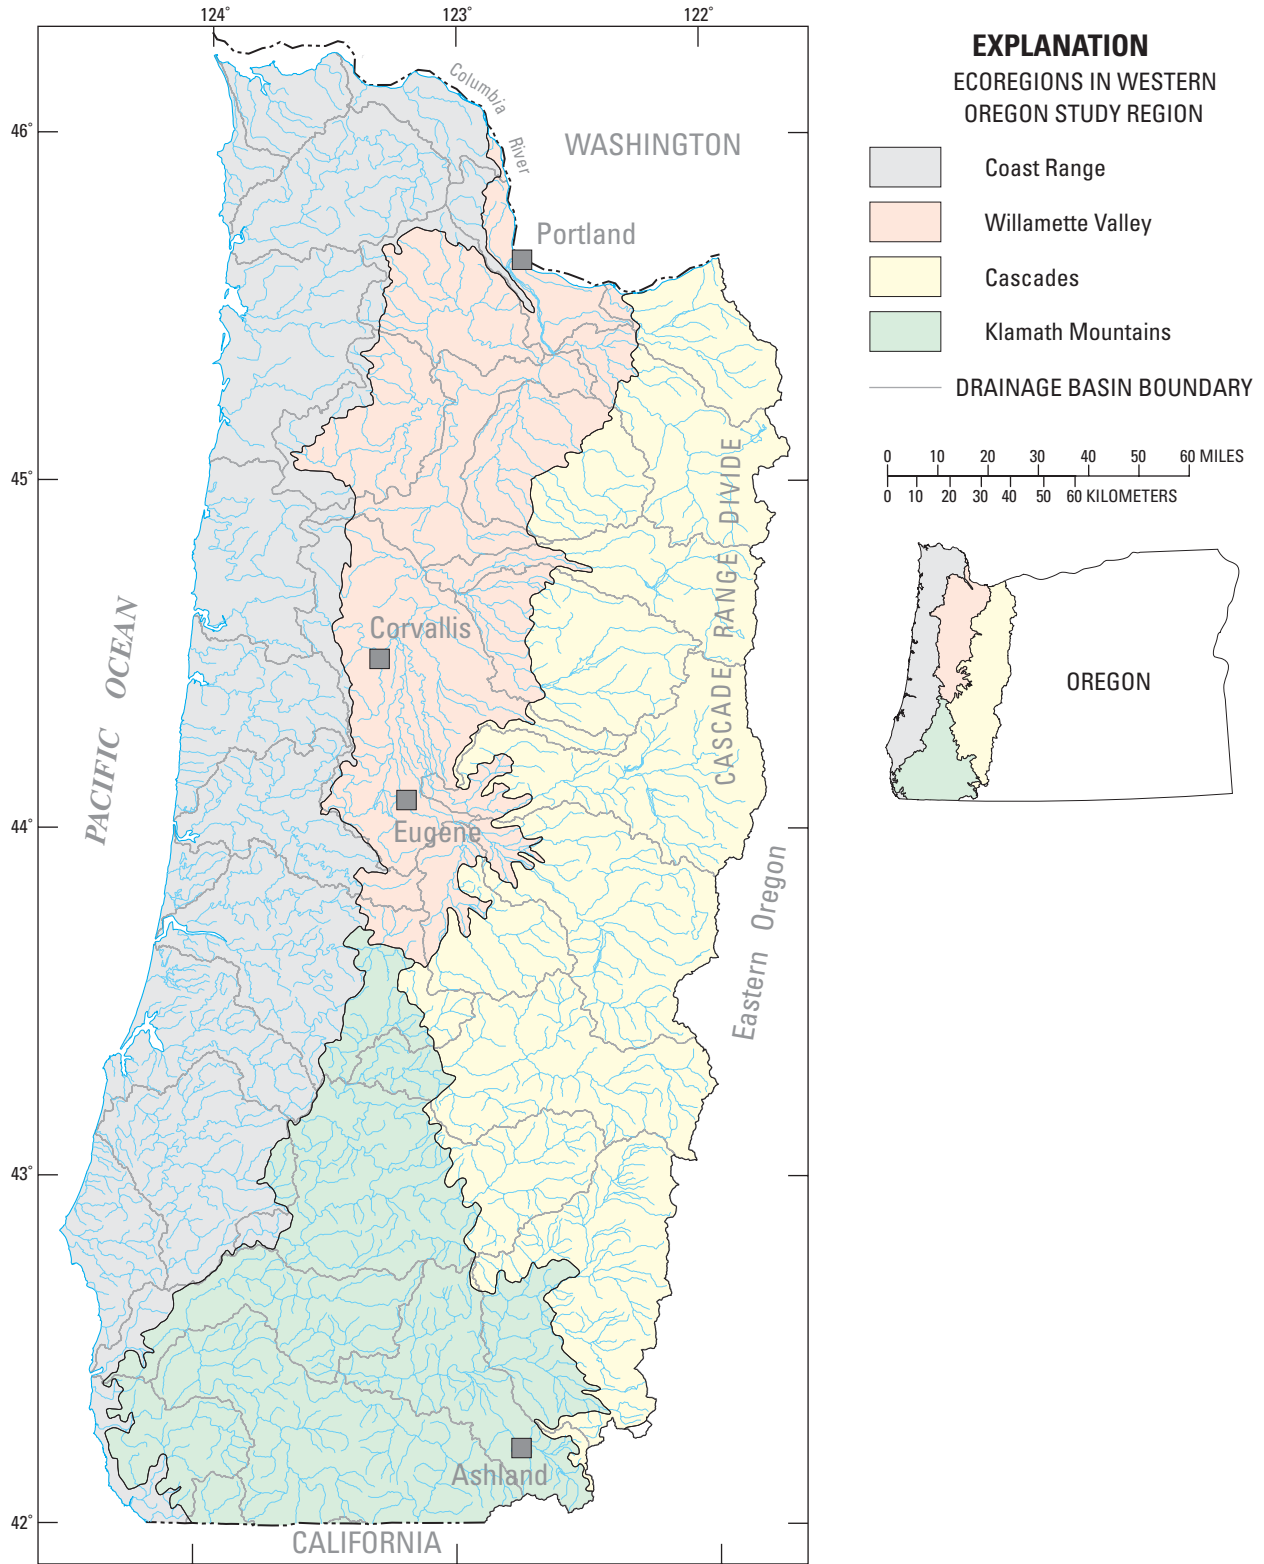 124°
123°
122°
46°
45°
44°
43°
42°
Columbia
River
WASHINGTON
Portland
CASCADE RANGE DIVIDE
PACIFIC OCEAN
Corvallis
Eugene
Eastern Oregon
Ashland
CALIFORNIA
EXPLANATION
ECOREGIONS IN WESTERN
OREGON STUDY REGION
Coast Range
Willamette Valley
Cascades
Klamath Mountains
DRAINAGE BASIN BOUNDARY
0 10 20 30 40 50 60 MILES
0 10 20 30 40 50 60 KILOMETERS
OREGON